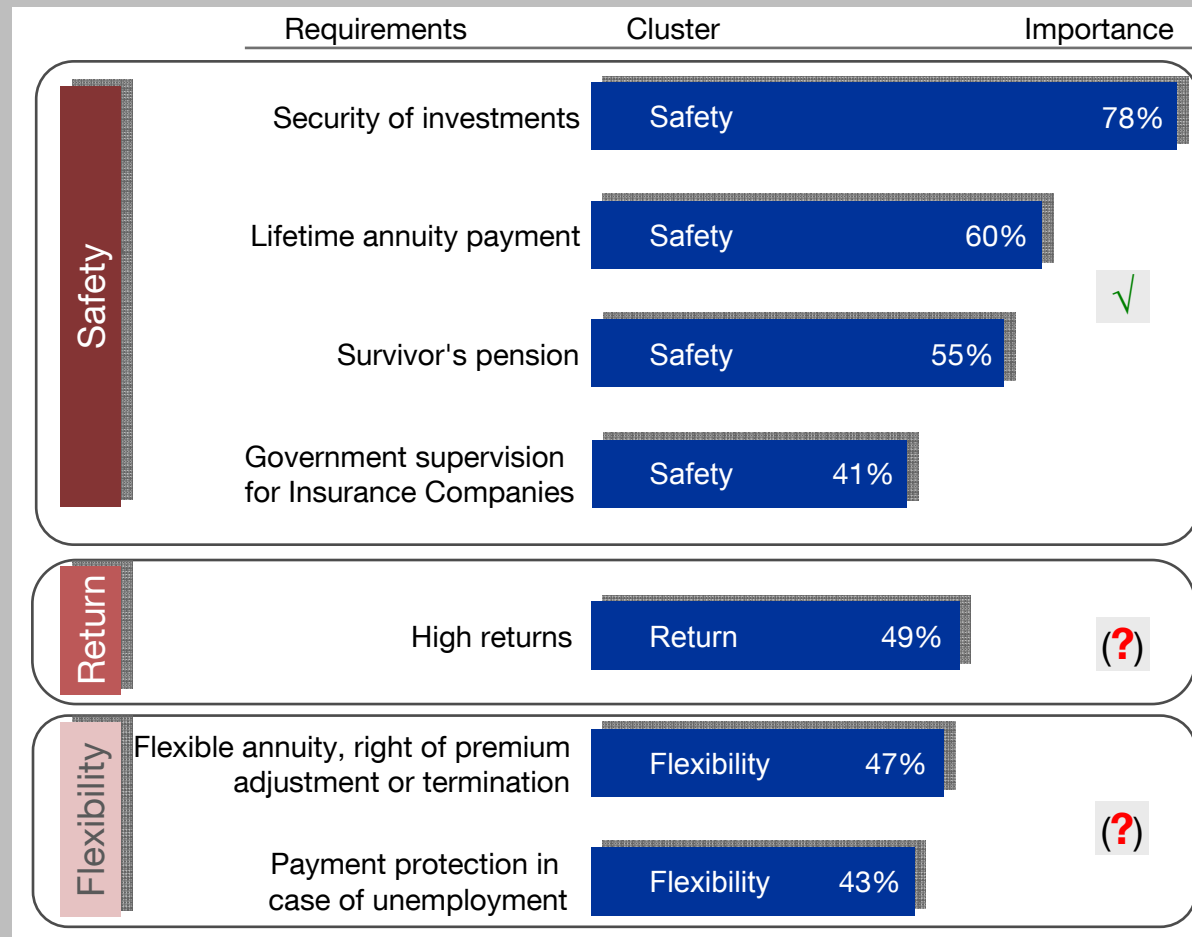 Requirements Cluster Importance
Safety
Security of investments Safety 78%
Lifetime annuity payment Safety 60%
√
Survivor's pension Safety 55%
Government supervision
for Insurance Companies
Safety 41%
Return
High returns Return 49%
(?)
Flexibility
Flexible annuity, right of premium
adjustment or termination
Flexibility 47%
(?)
Payment protection in
case of unemployment
Flexibility 43%